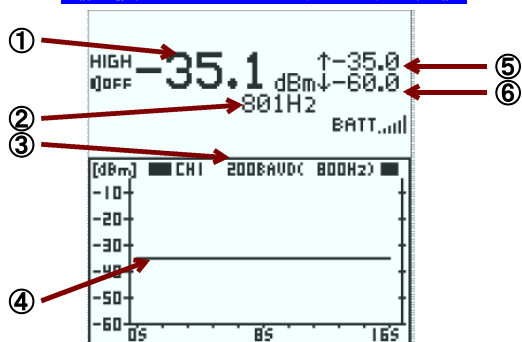 ①
HIGH -35.1 dBm ↑-35.0 ⑤
OFF ↓-60.0 ⑥
② 801Hz
BATT
③
[dBm] CH1 200BAUD( 800Hz)
-10
-20
-30
-40
④
-50
-60
0S 8S 16S